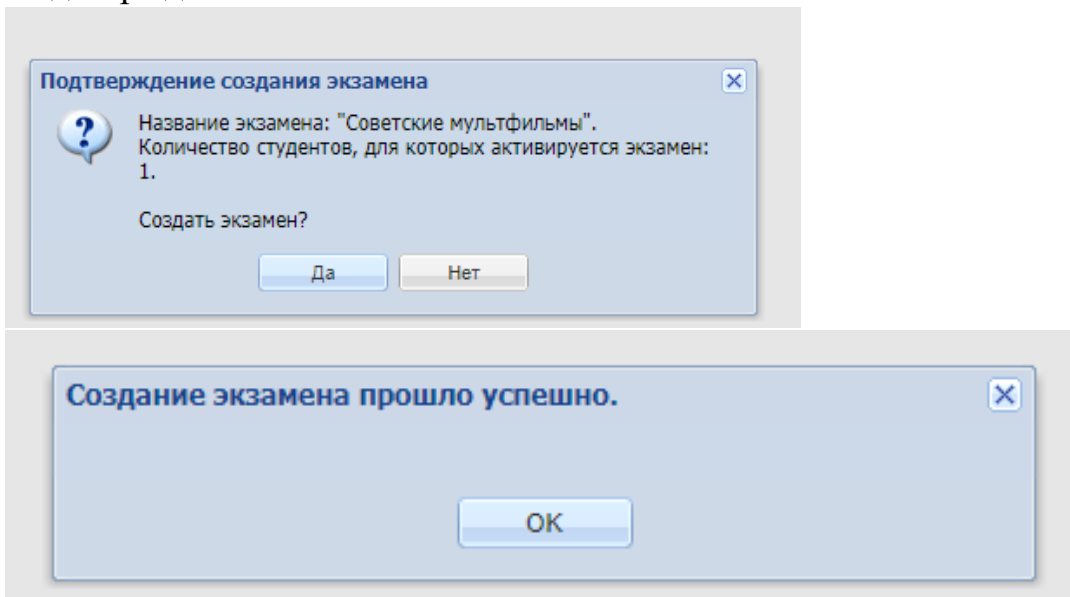 Подтверждение создания экзамена
Название экзамена: "Советские мультфильмы".
Количество студентов, для которых активируется экзамен:
1.
Создать экзамен?
Да Нет
Создание экзамена прошло успешно.
OK